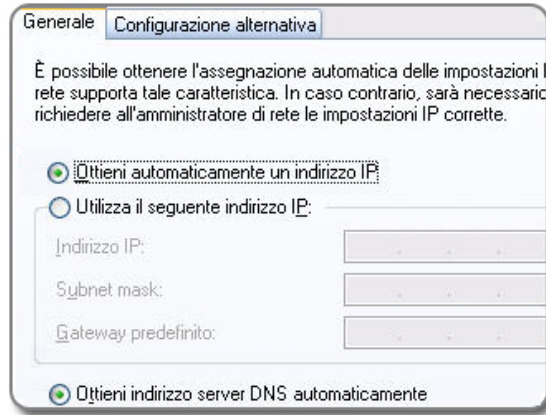 Generale
Configurazione alternativa
È possibile ottenere l'assegnazione automatica delle impostazioni
rete supporta tale caratteristica. In caso contrario, sarà necessario
richiedere all'amministratore di rete le impostazioni IP corrette.
Ottieni automaticamente un indirizzo IP
Utilizza il seguente indirizzo IP:
Indirizzo IP:
Subnet mask:
Gateway predefinito:
Ottieni indirizzo server DNS automaticamente